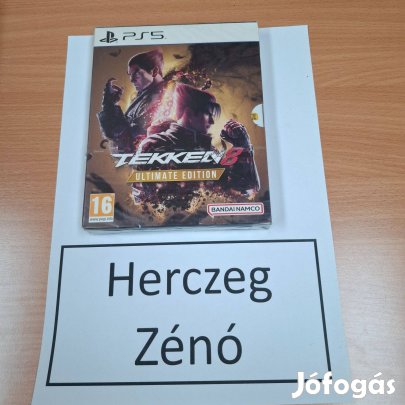 PS5
TEKKEN 8
ULTIMATE EDITION
16
BANDAI NAMCO
Herczeg
Zénó
Jófogás